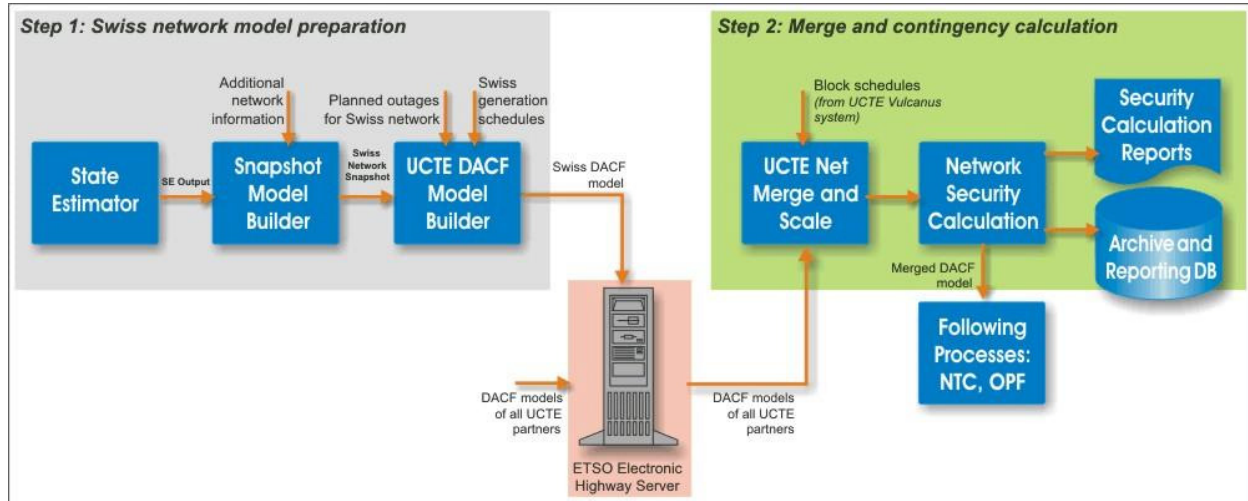 Step 1: Swiss network model preparation
Additional
network
information
Planned outages
for Swiss network
Swiss
generation
schedules
State
Estimator
SE Output
Snapshot
Model
Builder
Swiss
Network
Snapshot
UCTE DACF
Model
Builder
Swiss DACF
model
DACF models
of all UCTE
partners
ETSO Electronic
Highway Server
DACF models
of all UCTE
partners
Step 2: Merge and contingency calculation
Block schedules
(from UCTE Vulcanus
system)
UCTE Net
Merge and
Scale
Network
Security
Calculation
Security
Calculation
Reports
Archive and
Reporting DB
Merged DACF
model
Following
Processes:
NTC, OPF